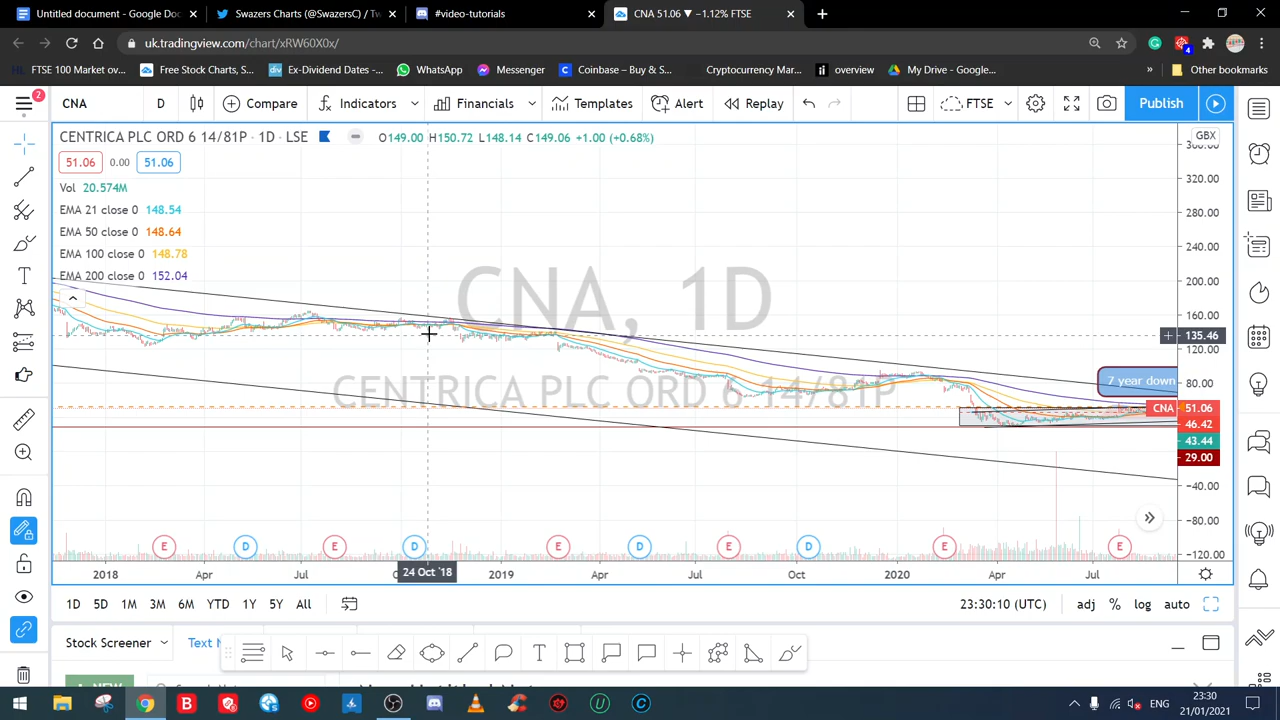 Untitled document - Google Doc
Swazers Charts (@SwazersC) / Tw
#video-tutorials
CNA 51.06 ▼ −1.12% FTSE
uk.tradingview.com/chart/xRW60X0x/
4
FTSE 100 Market ov...
Free Stock Charts, S...
Ex-Dividend Dates -...
WhatsApp
Messenger
Coinbase – Buy & S...
Cryptocurrency Mar...
overview
My Drive - Google...
»
Other bookmarks
2
CNA
D
Compare
Indicators
Financials
Templates
Alert
Replay
FTSE
Publish
CENTRICA PLC ORD 6 14/81P · 1D · LSE
O149.00 H150.72 L148.14 C149.06 +1.00 (+0.68%)
GBX
51.06
0.00
51.06
Vol 20.574M
EMA 21 close 0 148.54
EMA 50 close 0 148.64
EMA 100 close 0 148.78
EMA 200 close 0 152.04
CNA, 1D
CENTRICA PLC ORD 6 14/81P
320.00
280.00
240.00
200.00
160.00
135.46
120.00
80.00
7 year down
CNA 51.06
46.42
43.44
29.00
−40.00
−80.00
−120.00
E
D
E
D
E
D
E
D
E
E
2018
Apr
Jul
24 Oct '18
2019
Apr
Jul
Oct
2020
Apr
Jul
1D
5D
1M
3M
6M
YTD
1Y
5Y
All
23:30:10 (UTC)
adj
%
log
auto
Stock Screener
Text N
NEW
ENG
23:30
21/01/2021